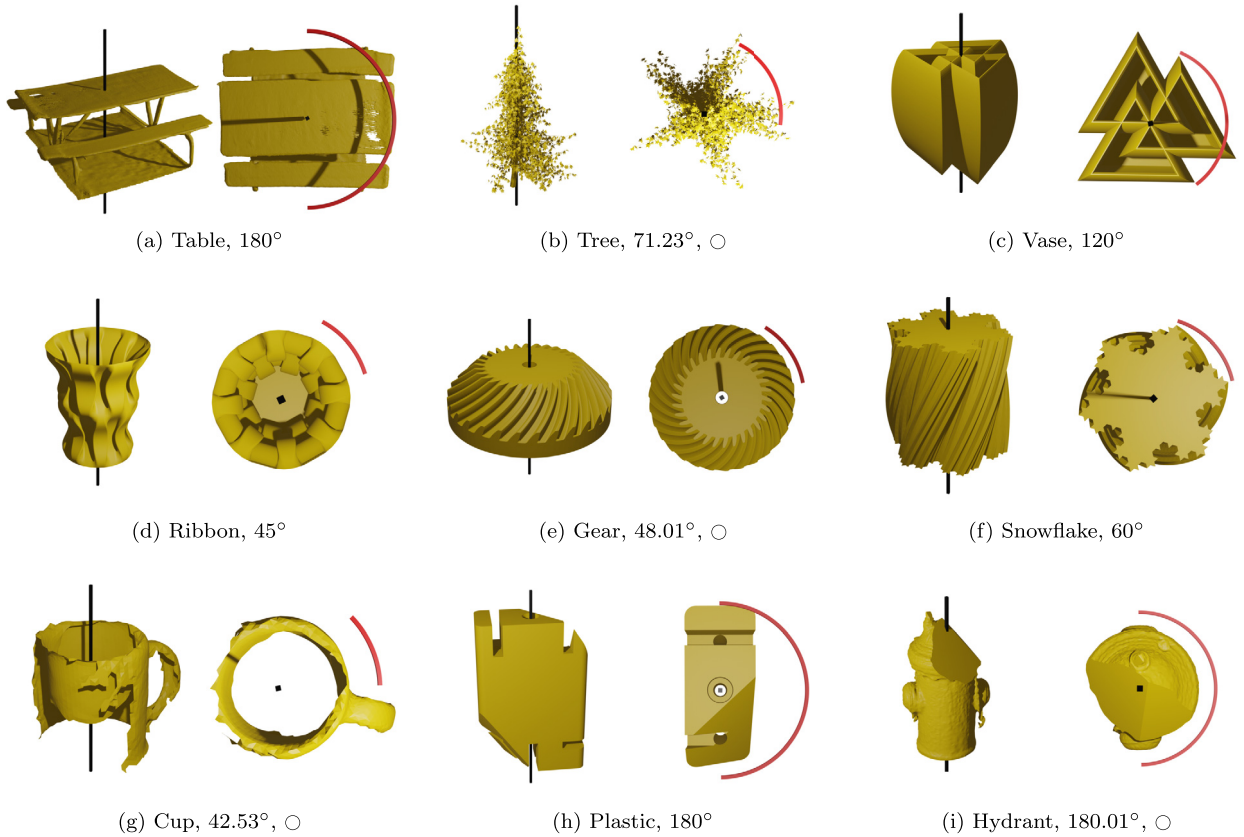 (a) Table, 180°
(b) Tree, 71.23°, ○
(c) Vase, 120°
(d) Ribbon, 45°
(e) Gear, 48.01°, ○
(f) Snowflake, 60°
(g) Cup, 42.53°, ○
(h) Plastic, 180°
(i) Hydrant, 180.01°, ○